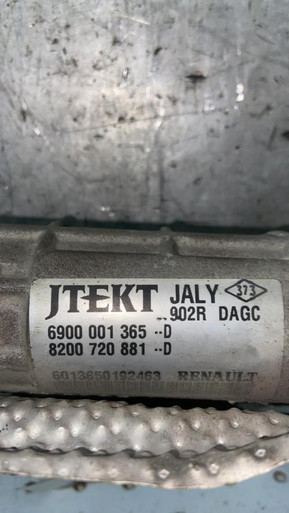 JTEKT JALY 373
902R DAGC
6900 001 365 --D
8200 720 881 --D
6013650192463 RENAULT